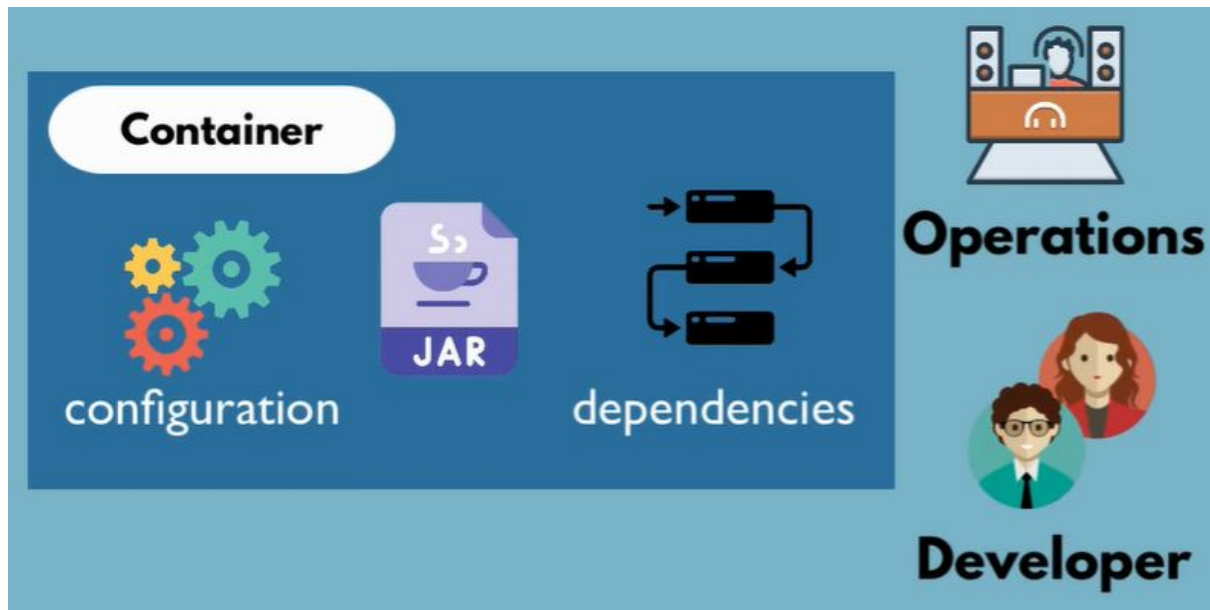 Container
JAR
configuration
dependencies
Operations
Developer